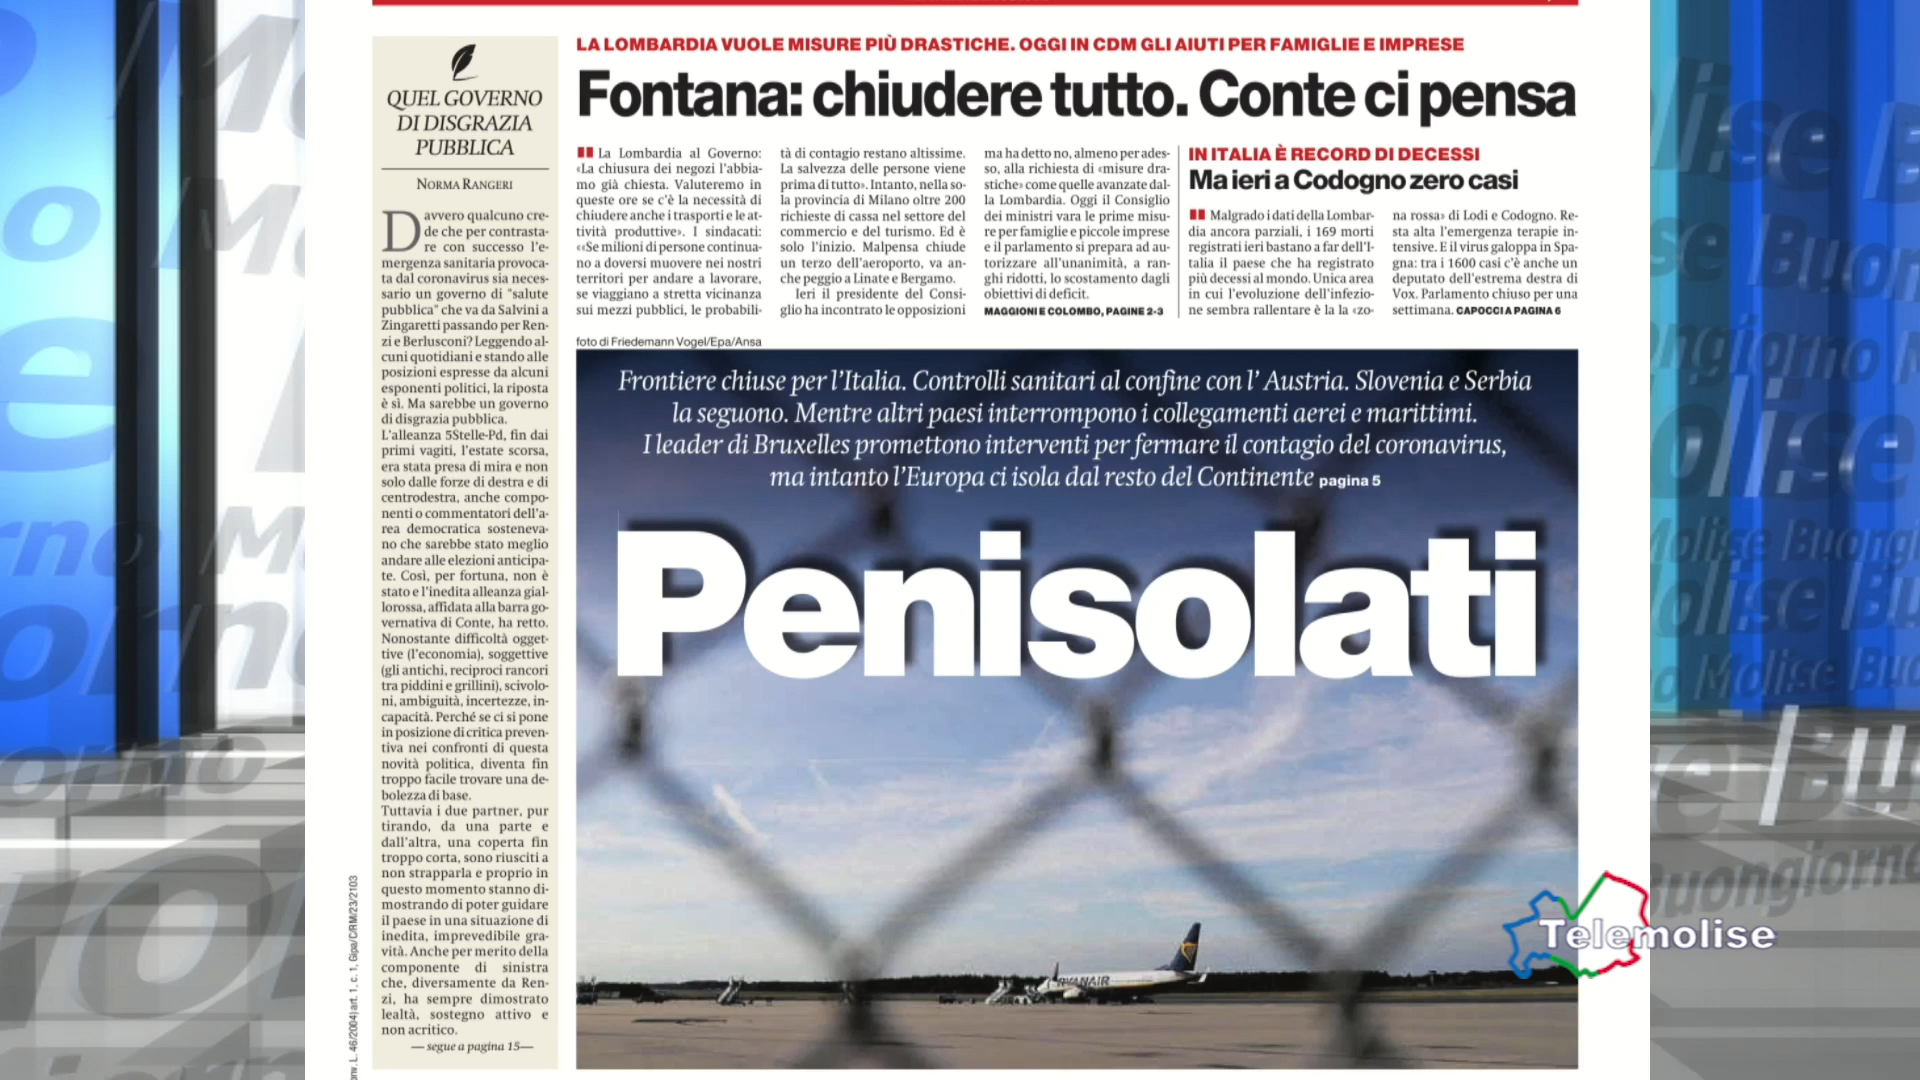 LA LOMBARDIA VUOLE MISURE PIÙ DRASTICHE. OGGI IN CDM GLI AIUTI PER FAMIGLIE E IMPRESE
Fontana: chiudere tutto. Conte ci pensa
QUEL GOVERNO
DI DISGRAZIA
PUBBLICA
NORMA RANGERI
Davvero qualcuno cre-
de che per contrasta-
re con successo l'e-
mergenza sanitaria provoca-
ta dal coronavirus sia neces-
sario un governo di "salute
pubblica" che va da Salvini a
Zingaretti passando per Ren-
zi e Berlusconi? Leggendo al-
cuni quotidiani e stando alle
posizioni espresse da alcuni
esponenti politici, la riposta
è sì. Ma sarebbe un governo
di disgrazia pubblica.
L'alleanza 5Stelle-Pd, fin dai
primi vagiti, l'estate scorsa,
era stata presa di mira e non
solo dalle forze di destra e di
centrodestra, anche compo-
nenti o commentatori dell'a-
rea democratica sosteneva-
no che sarebbe stato meglio
andare alle elezioni anticipa-
te. Così, per fortuna, non è
stato e l'inedita alleanza gial-
lorossa, affidata alla barra go-
vernativa di Conte, ha retto.
Nonostante difficoltà ogget-
tive (l'economia), soggettive
(gli antichi, reciproci rancori
tra piddini e grillini), scivolo-
ni, ambiguità, incertezze, in-
capacità. Perché se ci si pone
in posizione di critica preven-
tiva nei confronti di questa
novità politica, diventa fin
troppo facile trovare una de-
bolezza di base.
Tuttavia i due partner, pur
tirando, da una parte e
dall'altra, una coperta fin
troppo corta, sono riusciti a
non strapparla e proprio in
questo momento stanno di-
mostrando di poter guidare
il paese in una situazione di
inedita, imprevedibile gra-
vità. Anche per merito della
componente di sinistra
che, diversamente da Ren-
zi, ha sempre dimostrato
lealtà, sostegno attivo e
non acritico.
— segue a pagina 15—
La Lombardia al Governo:
«La chiusura dei negozi l'abbia-
mo già chiesta. Valuteremo in
queste ore se c'è la necessità di
chiudere anche i trasporti e le at-
tività produttive». I sindacati:
««Se milioni di persone continua-
no a doversi muovere nei nostri
territori per andare a lavorare,
se viaggiano a stretta vicinanza
sui mezzi pubblici, le probabili-
tà di contagio restano altissime.
La salvezza delle persone viene
prima di tutto». Intanto, nella so-
la provincia di Milano oltre 200
richieste di cassa nel settore del
commercio e del turismo. Ed è
solo l'inizio. Malpensa chiude
un terzo dell'aeroporto, va an-
che peggio a Linate e Bergamo.
Ieri il presidente del Consi-
glio ha incontrato le opposizioni
ma ha detto no, almeno per ades-
so, alla richiesta di «misure dra-
stiche» come quelle avanzate dal-
la Lombardia. Oggi il Consiglio
dei ministri vara le prime misu-
re per famiglie e piccole imprese
e il parlamento si prepara ad au-
torizzare all'unanimità, a ran-
ghi ridotti, lo scostamento dagli
obiettivi di deficit.
MAGGIONI E COLOMBO, PAGINE 2-3
IN ITALIA È RECORD DI DECESSI
Ma ieri a Codogno zero casi
Malgrado i dati della Lombar-
dia ancora parziali, i 169 morti
registrati ieri bastano a far dell'I-
talia il paese che ha registrato
più decessi al mondo. Unica area
in cui l'evoluzione dell'infezio-
ne sembra rallentare è la la «zo-
na rossa» di Lodi e Codogno. Re-
sta alta l'emergenza terapie in-
tensive. E il virus galoppa in Spa-
gna: tra i 1600 casi c'è anche un
deputato dell'estrema destra di
Vox. Parlamento chiuso per una
settimana. CAPOCCI A PAGINA 6
foto di Friedemann Vogel/Epa/Ansa
Frontiere chiuse per l'Italia. Controlli sanitari al confine con l' Austria. Slovenia e Serbia
la seguono. Mentre altri paesi interrompono i collegamenti aerei e marittimi.
I leader di Bruxelles promettono interventi per fermare il contagio del coronavirus,
ma intanto l'Europa ci isola dal resto del Continente pagina 5
Penisolati
RYANAIR
Telemolise